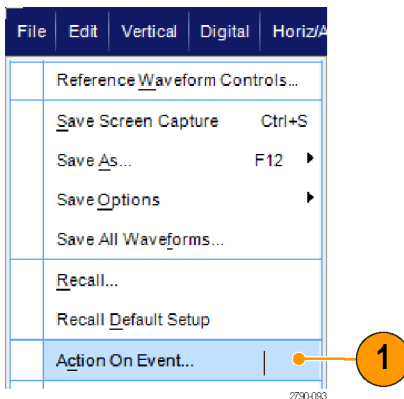 File Edit Vertical Digital Horiz/A
Reference Waveform Controls...
Save Screen Capture Ctrl+S
Save As... F12
Save Options
Save All Waveforms...
Recall...
Recall Default Setup
Action On Event...
1
2790-093